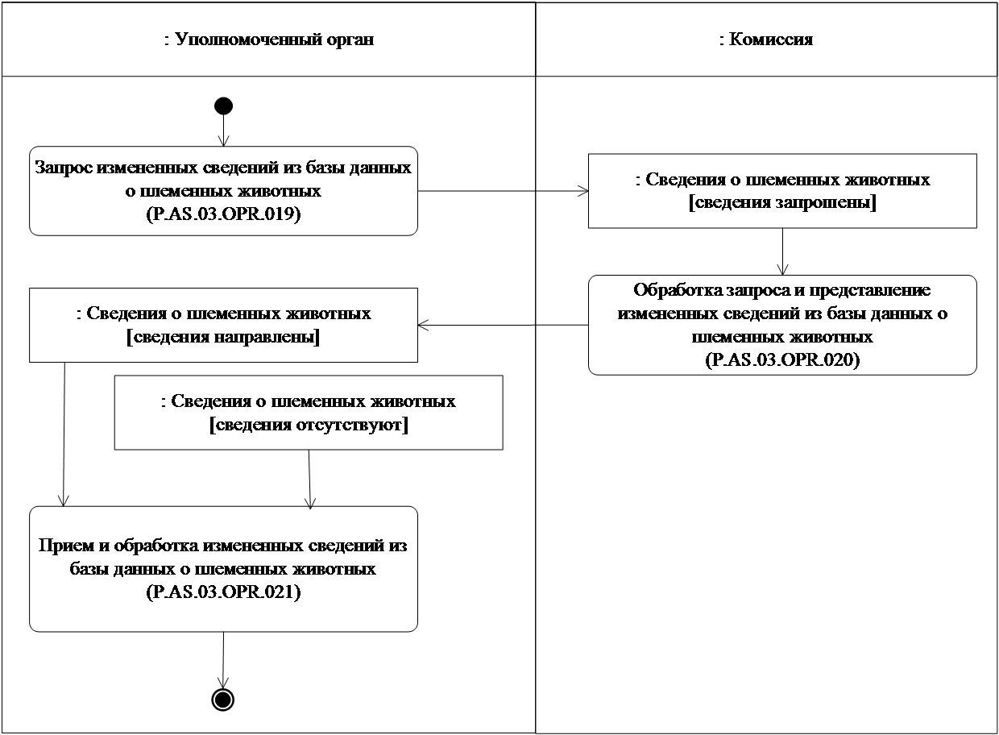 : Уполномоченный орган
: Комиссия
Запрос измененных сведений из базы данных
о племенных животных
(P.AS.03.OPR.019)
: Сведения о племенных животных
[сведения запрошены]
Обработка запроса и представление
измененных сведений из базы данных о
племенных животных
(P.AS.03.OPR.020)
: Сведения о племенных животных
[сведения направлены]
: Сведения о племенных животных
[сведения отсутствуют]
Прием и обработка измененных сведений из
базы данных о племенных животных
(P.AS.03.OPR.021)